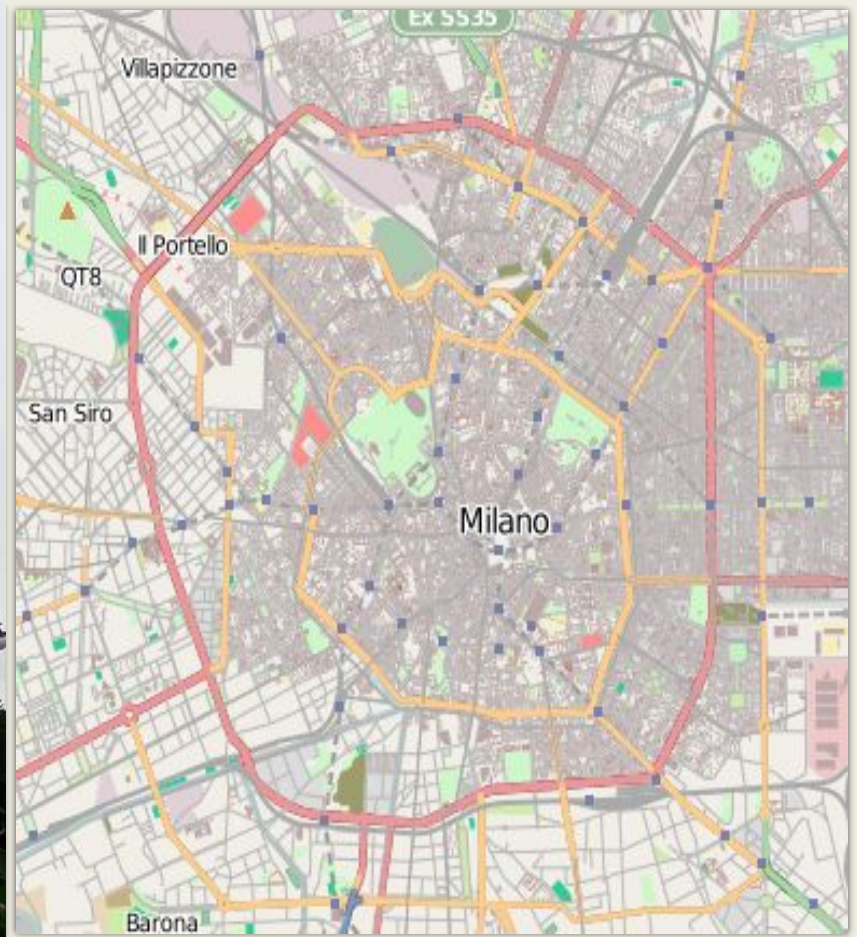 Ex SS35
Villapizzone
Il Portello
QT8
San Siro
Milano
Barona